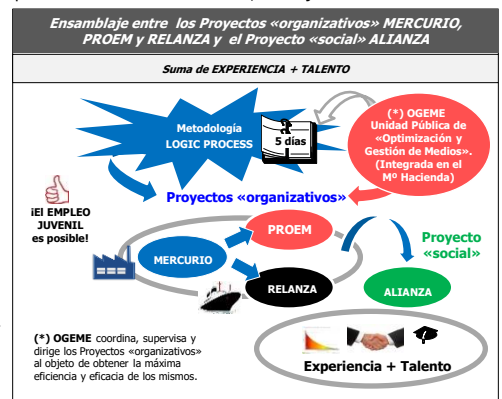 Ensamblaje entre los Proyectos «organizativos» MERCURIO,
PROEM y RELANZA y el Proyecto «social» ALIANZA
Suma de EXPERIENCIA + TALENTO
Metodología
LOGIC PROCESS
5 días
(*) OGEME
Unidad Pública de
«Optimización y
Gestión de Medios».
(Integrada en el
Mº Hacienda)
¡El EMPLEO
JUVENIL
es posible!
Proyectos «organizativos»
PROEM
MERCURIO
RELANZA
Proyecto
«social»
ALIANZA
(*) OGEME coordina, supervisa y
dirige los Proyectos «organizativos»
al objeto de obtener la máxima
eficiencia y eficacia de los mismos.
Experiencia + Talento